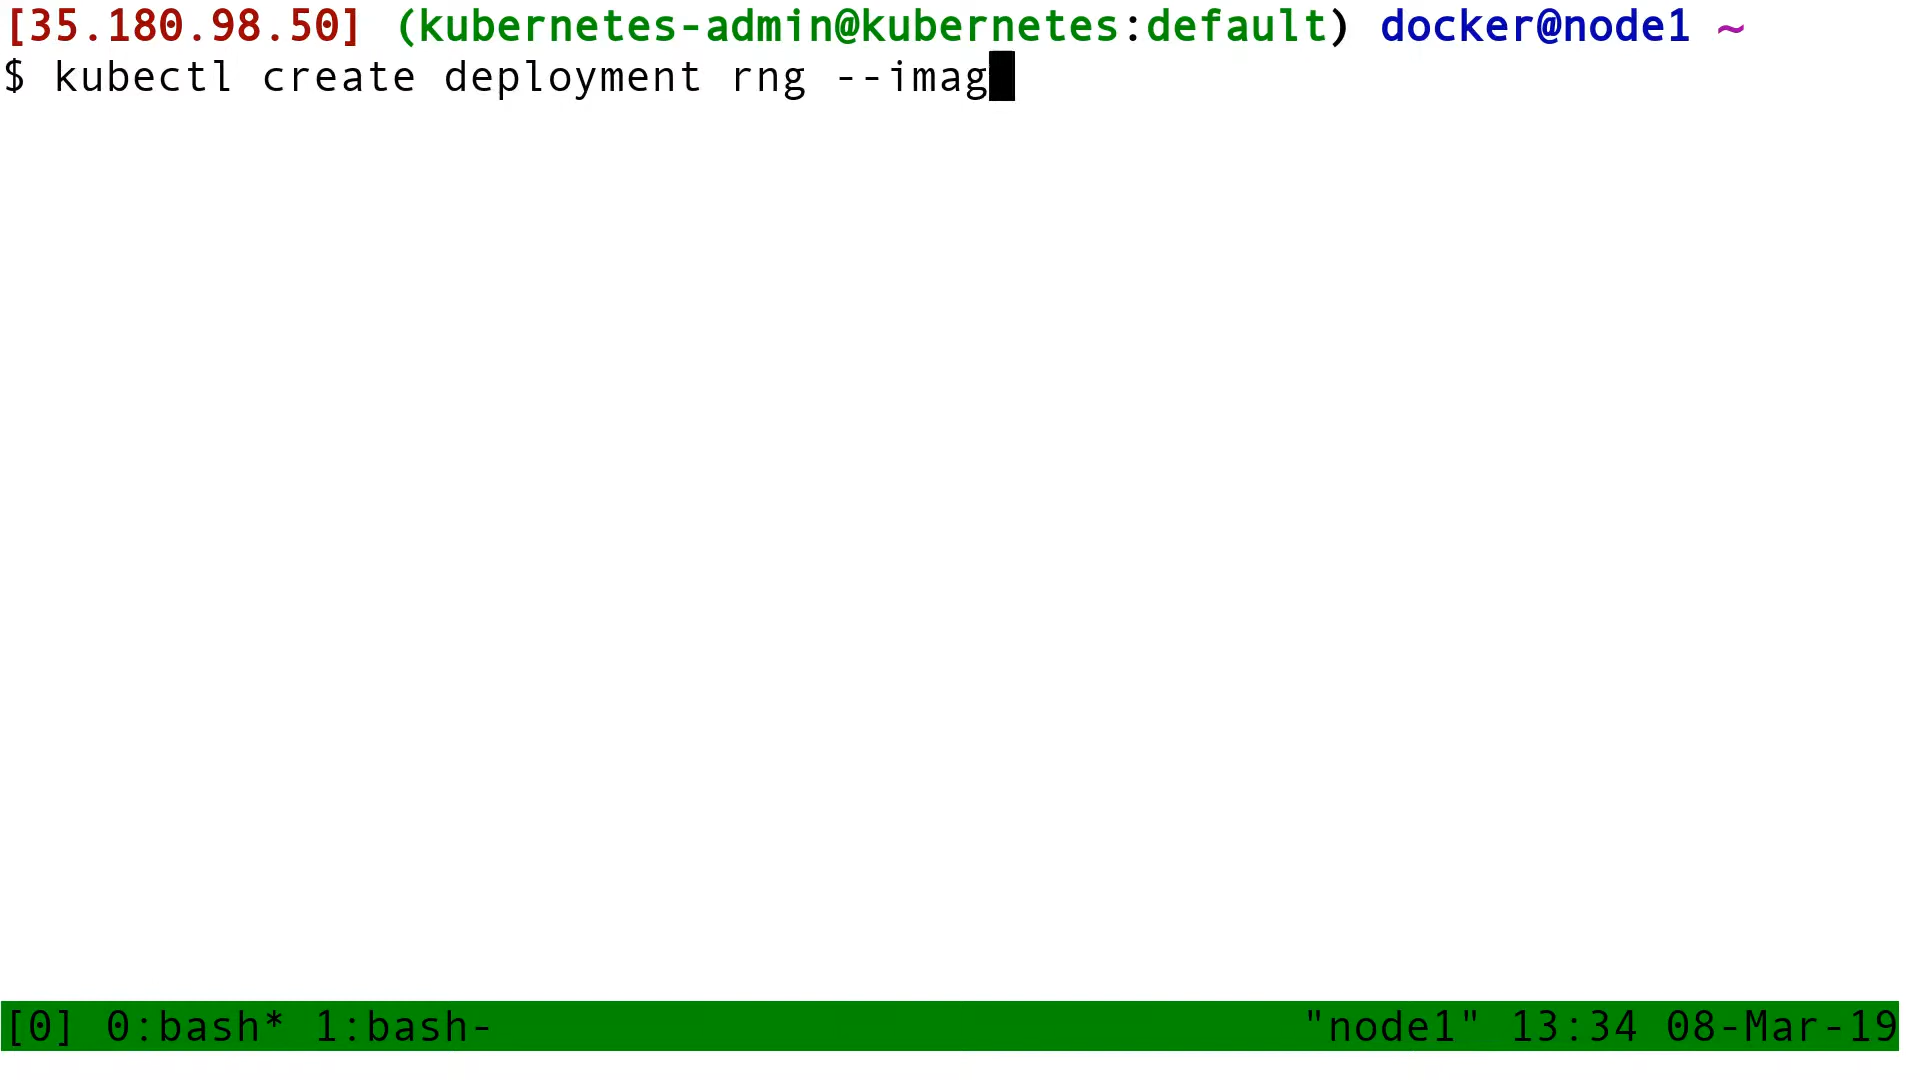 [35.180.98.50] (kubernetes-admin@kubernetes:default) docker@node1 ~
$ kubectl create deployment rng --imag
[0] 0:bash* 1:bash- "node1" 13:34 08-Mar-19